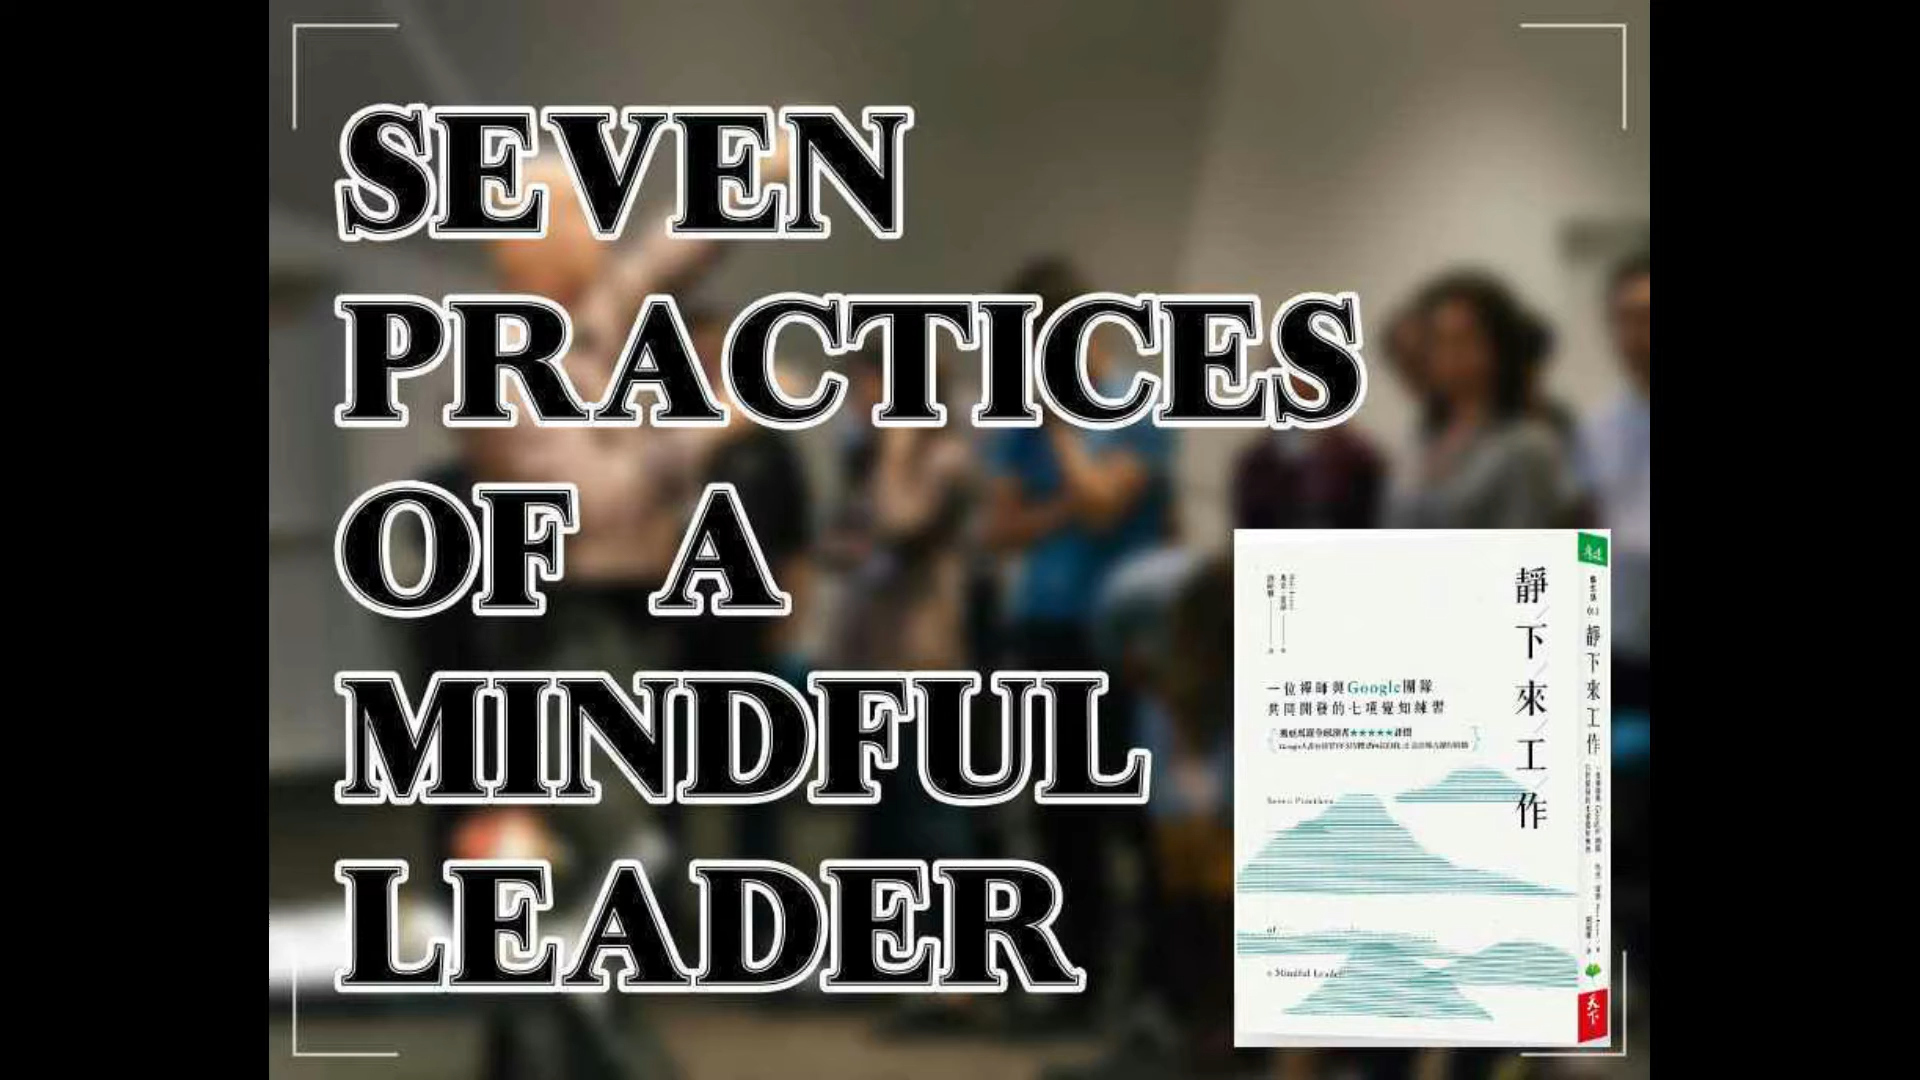 SEVEN
PRACTICES
OF A
MINDFUL
LEADER
靜下來工作
一位禪師與Google團隊
共同開發的七項覺知練習
Seven Practices
of
a Mindful Leader
靜下來工作
天下